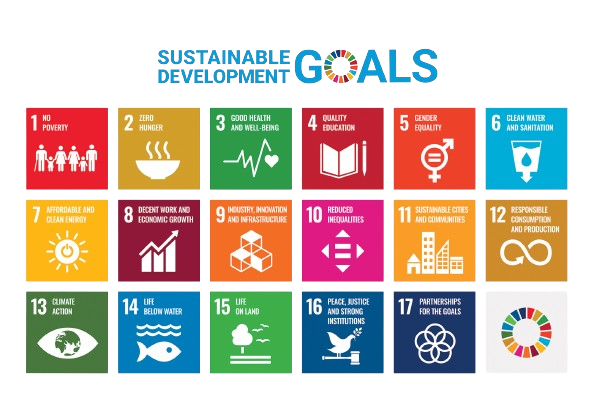 SUSTAINABLE
DEVELOPMENT
GOALS
1 NO
POVERTY
2 ZERO
HUNGER
3 GOOD HEALTH
AND WELL-BEING
4 QUALITY
EDUCATION
5 GENDER
EQUALITY
6 CLEAN WATER
AND SANITATION
7 AFFORDABLE AND
CLEAN ENERGY
8 DECENT WORK AND
ECONOMIC GROWTH
9 INDUSTRY, INNOVATION
AND INFRASTRUCTURE
10 REDUCED
INEQUALITIES
11 SUSTAINABLE CITIES
AND COMMUNITIES
12 RESPONSIBLE
CONSUMPTION
AND PRODUCTION
13 CLIMATE
ACTION
14 LIFE
BELOW WATER
15 LIFE
ON LAND
16 PEACE, JUSTICE
AND STRONG
INSTITUTIONS
17 PARTNERSHIPS
FOR THE GOALS